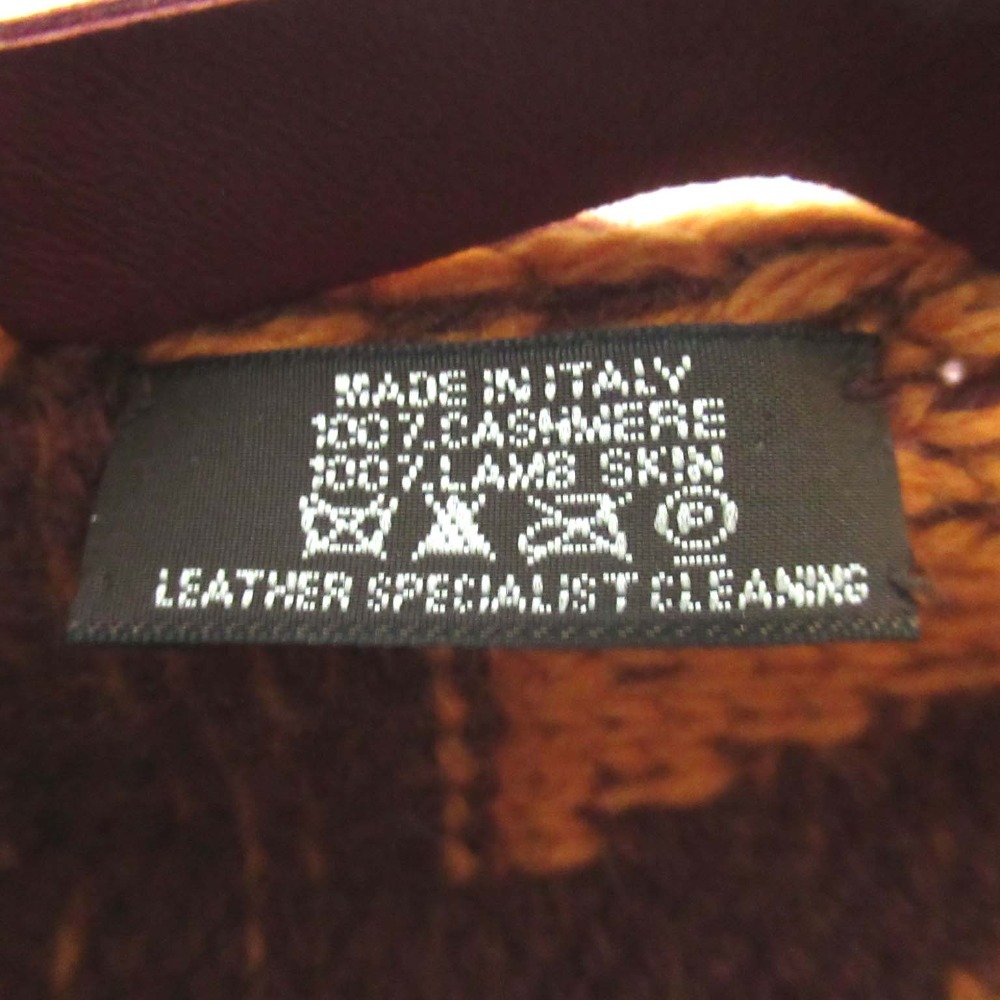 MADE IN ITALY
100% CASHMERE
100% LAMB SKIN
P
LEATHER SPECIALIST CLEANING